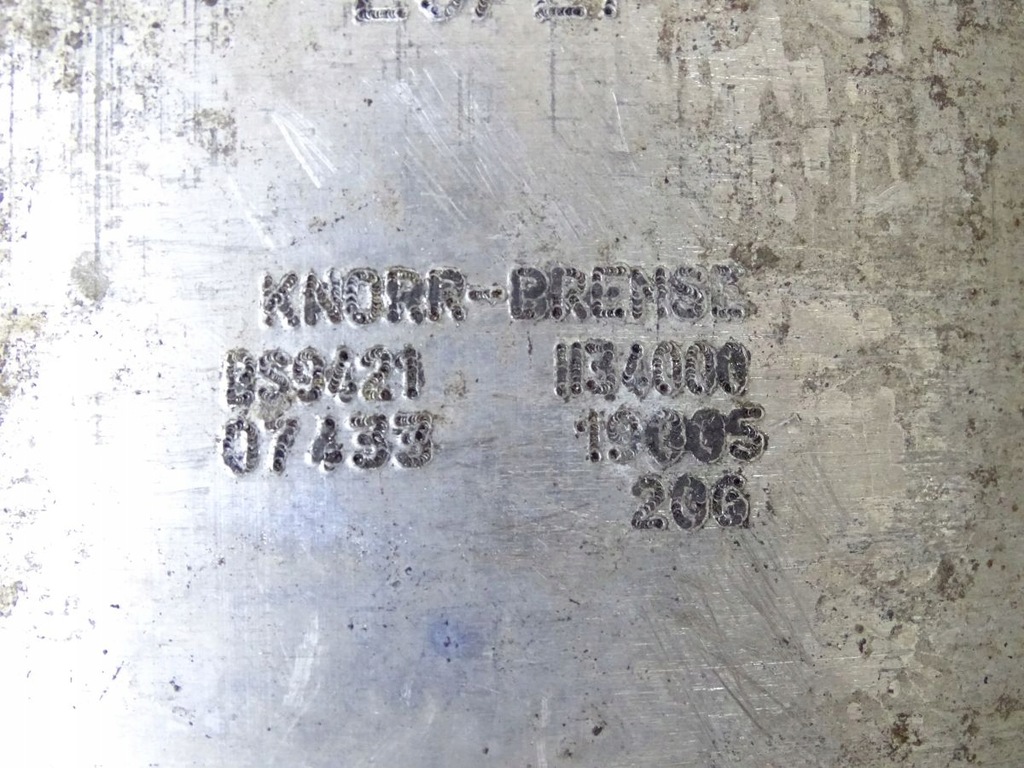 KNORR-BREMSE
BS9421 II34000
07433 19005
206